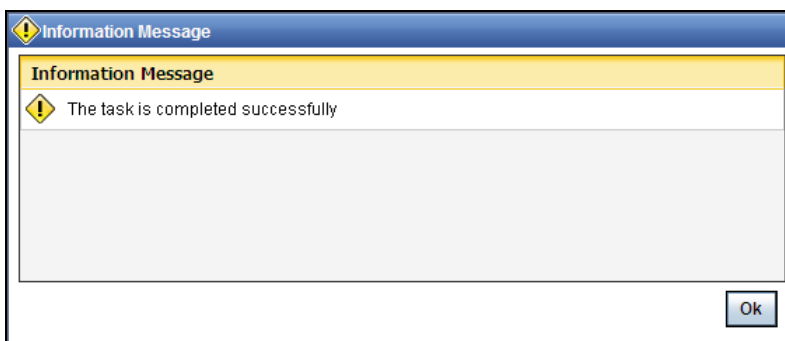 Information Message
Information Message
The task is completed successfully
Ok